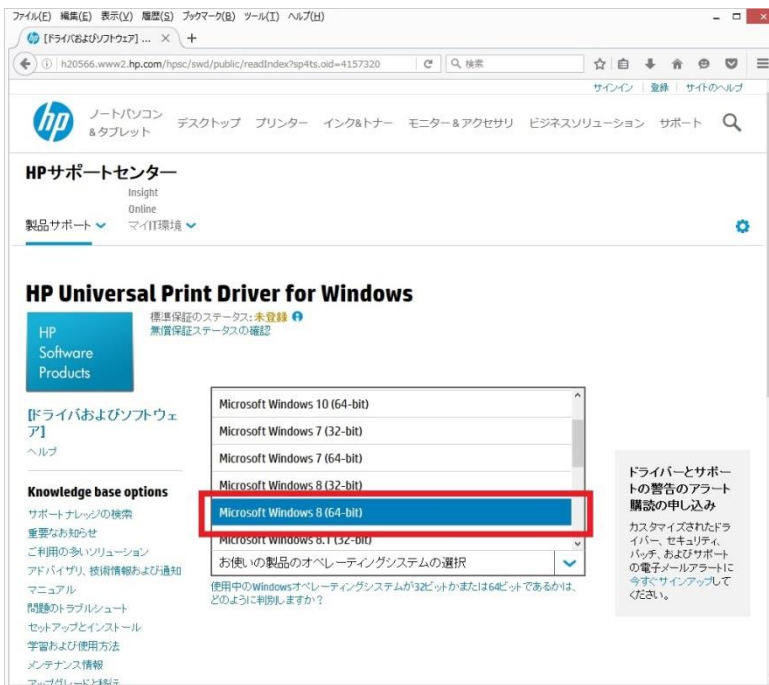 ファイル(F) 編集(E) 表示(V) 履歴(S) ブックマーク(B) ツール(T) ヘルプ(H)
[ドライバおよびソフトウェア] ...
h20566.www2.hp.com/hpsc/swd/public/readIndex?sp4ts.oid=4157320
検索
サインイン | 登録 | サイトのヘルプ
hp
ノートパソコン
&タブレット
デスクトップ プリンター インク&トナー モニター&アクセサリ ビジネスソリューション サポート
HPサポートセンター
Insight
Online
製品サポート マイIT環境
HP Universal Print Driver for Windows
HP
Software
Products
標準保証のステータス: 未登録
無償保証ステータスの確認
[ドライバおよびソフトウェ
ア]
ヘルプ
Knowledge base options
サポートナレッジの検索
重要なお知らせ
ご利用の多いソリューション
アドバイザリ, 技術情報および通知
マニュアル
問題のトラブルシュート
セットアップとインストール
学習および使用方法
メンテナンス情報
アップグレードと移行
Microsoft Windows 10 (64-bit)
Microsoft Windows 7 (32-bit)
Microsoft Windows 7 (64-bit)
Microsoft Windows 8 (32-bit)
Microsoft Windows 8 (64-bit)
Microsoft Windows 8.1 (32-bit)
お使いの製品のオペレーティングシステムの選択
使用中のWindowsオペレーティングシステムが32ビットかまたは64ビットであるかは、
どのように判別しますか?
ドライバーとサポー
トの警告のアラート
購読の申し込み
カスタマイズされたドラ
イバー、セキュリティ、
パッチ、およびサポート
の電子メールアラートに
今すぐサインアップして
ください。